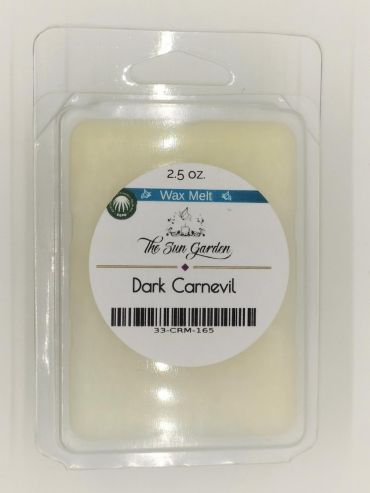 2.5 oz.
Wax Melt
The Sun Garden
Dark Carnevil
33-CRM-165